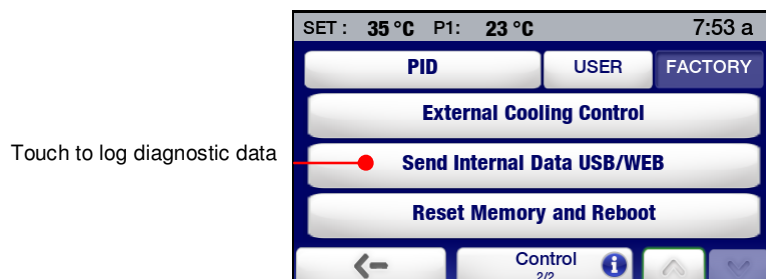 SET : 35 °C P1: 23 °C 7:53 a
PID USER FACTORY
External Cooling Control
Touch to log diagnostic data
Send Internal Data USB/WEB
Reset Memory and Reboot
Control
2/2